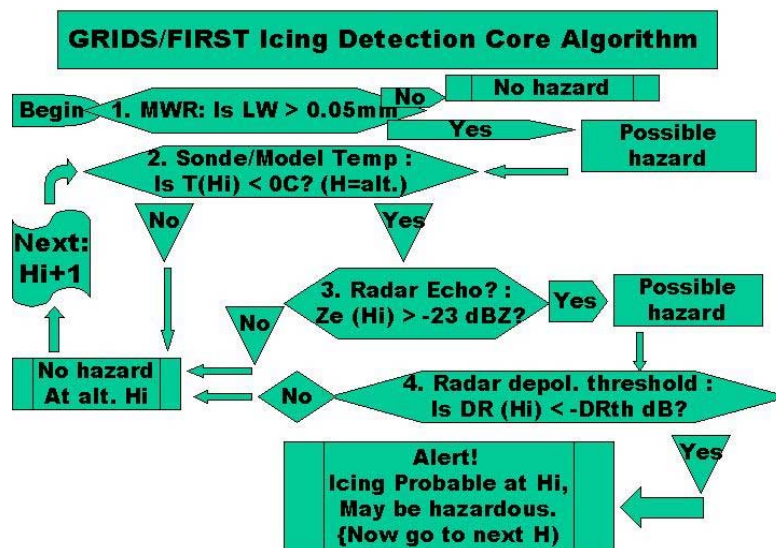 GRIDS/FIRST Icing Detection Core Algorithm
Begin
1. MWR: Is LW > 0.05mm
No
No hazard
Yes
Possible
hazard
2. Sonde/Model Temp :
Is T(Hi) < 0C? (H=alt.)
No
Yes
Next:
Hi+1
3. Radar Echo? :
Ze (Hi) > -23 dBZ?
Yes
Possible
hazard
No
No hazard
At alt. Hi
No
4. Radar depol. threshold :
Is DR (Hi) < -DRth dB?
Yes
Alert!
Icing Probable at Hi,
May be hazardous.
{Now go to next H)